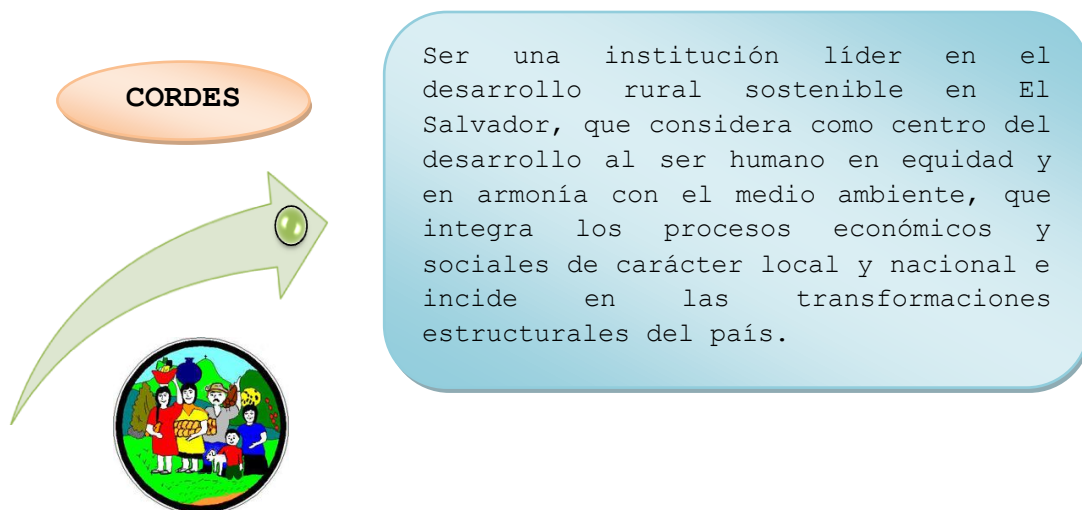 CORDES
Ser una institución líder en el
desarrollo rural sostenible en El
Salvador, que considera como centro del
desarrollo al ser humano en equidad y
en armonía con el medio ambiente, que
integra los procesos económicos y
sociales de carácter local y nacional e
incide en las transformaciones
estructurales del país.